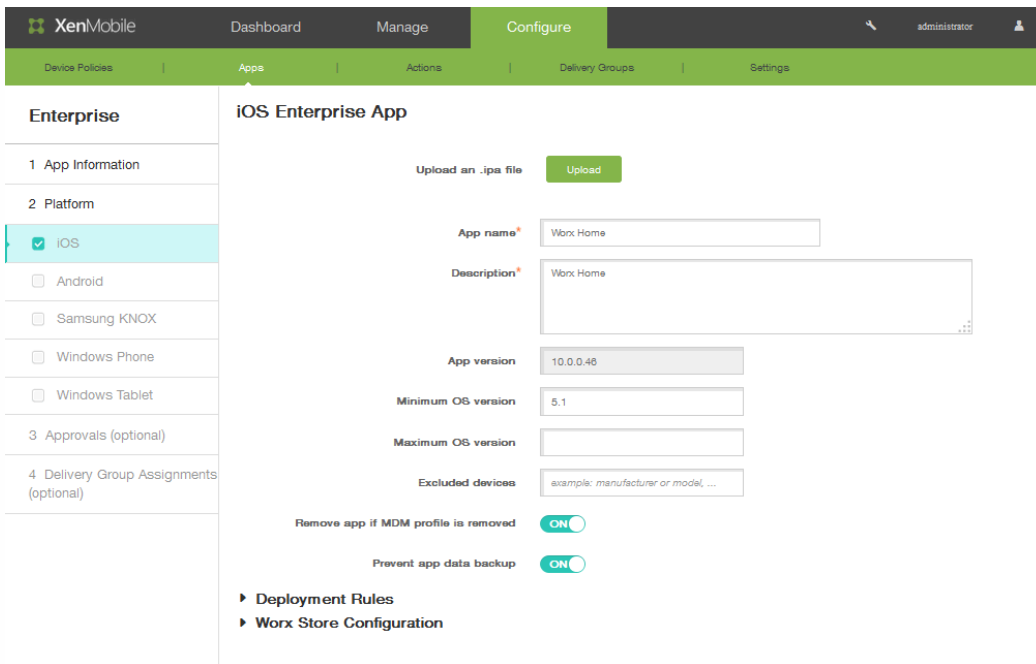 XenMobile Dashboard Manage Configure administrator
Device Policies | Apps | Actions | Delivery Groups | Settings
Enterprise
1 App Information
2 Platform
iOS
Android
Samsung KNOX
Windows Phone
Windows Tablet
3 Approvals (optional)
4 Delivery Group Assignments
(optional)
iOS Enterprise App
Upload an .ipa file Upload
App name* Worx Home
Description* Worx Home
App version 10.0.0.46
Minimum OS version 5.1
Maximum OS version
Excluded devices example: manufacturer or model, ...
Remove app if MDM profile is removed ON
Prevent app data backup ON
Deployment Rules
Worx Store Configuration